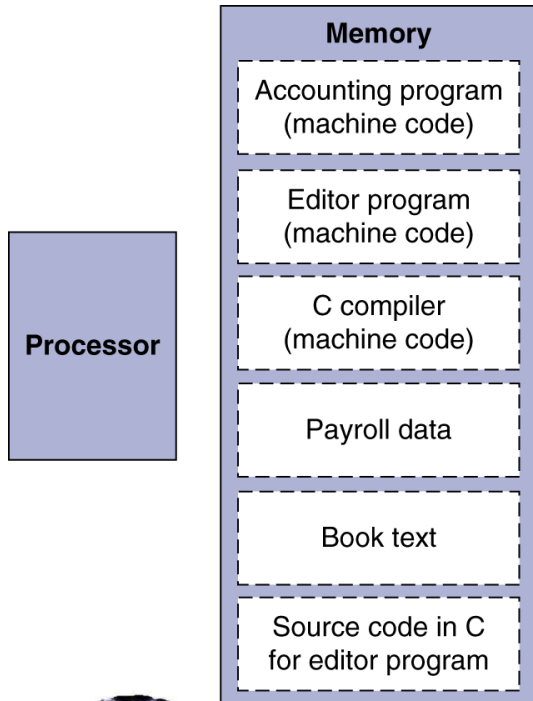 Memory
Accounting program
(machine code)
Editor program
(machine code)
Processor
C compiler
(machine code)
Payroll data
Book text
Source code in C
for editor program